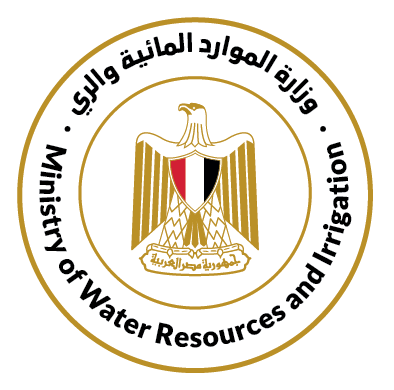 وزارة الموارد المائية والري
جمهورية مصر العربية
Ministry of Water Resources and Irrigation